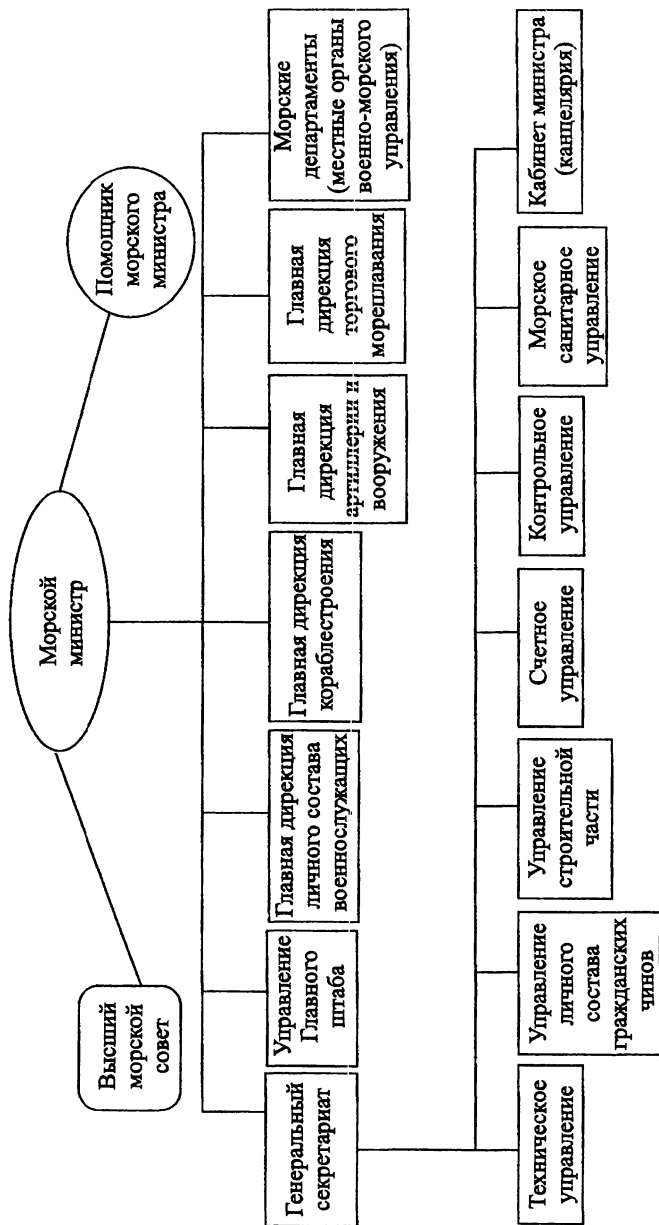 Морской
министр
Высший
морской
совет
Помощник
морского
министра
Генеральный
секретариат
Управление
Главного
штаба
Главная дирекция
личного состава
военнослужащих
Главная дирекция
кораблестроения
Главная
дирекция
артиллерии и
вооружения
Главная
дирекция
торгового
мореплавания
Морские
департаменты
(местные органы
военно-морского
управления)
Техническое
управление
Управление
личного
состава
гражданских
чинов
Управление
строительной
части
Счетное
управление
Контрольное
управление
Морское
санитарное
управление
Кабинет министра
(канцелярия)